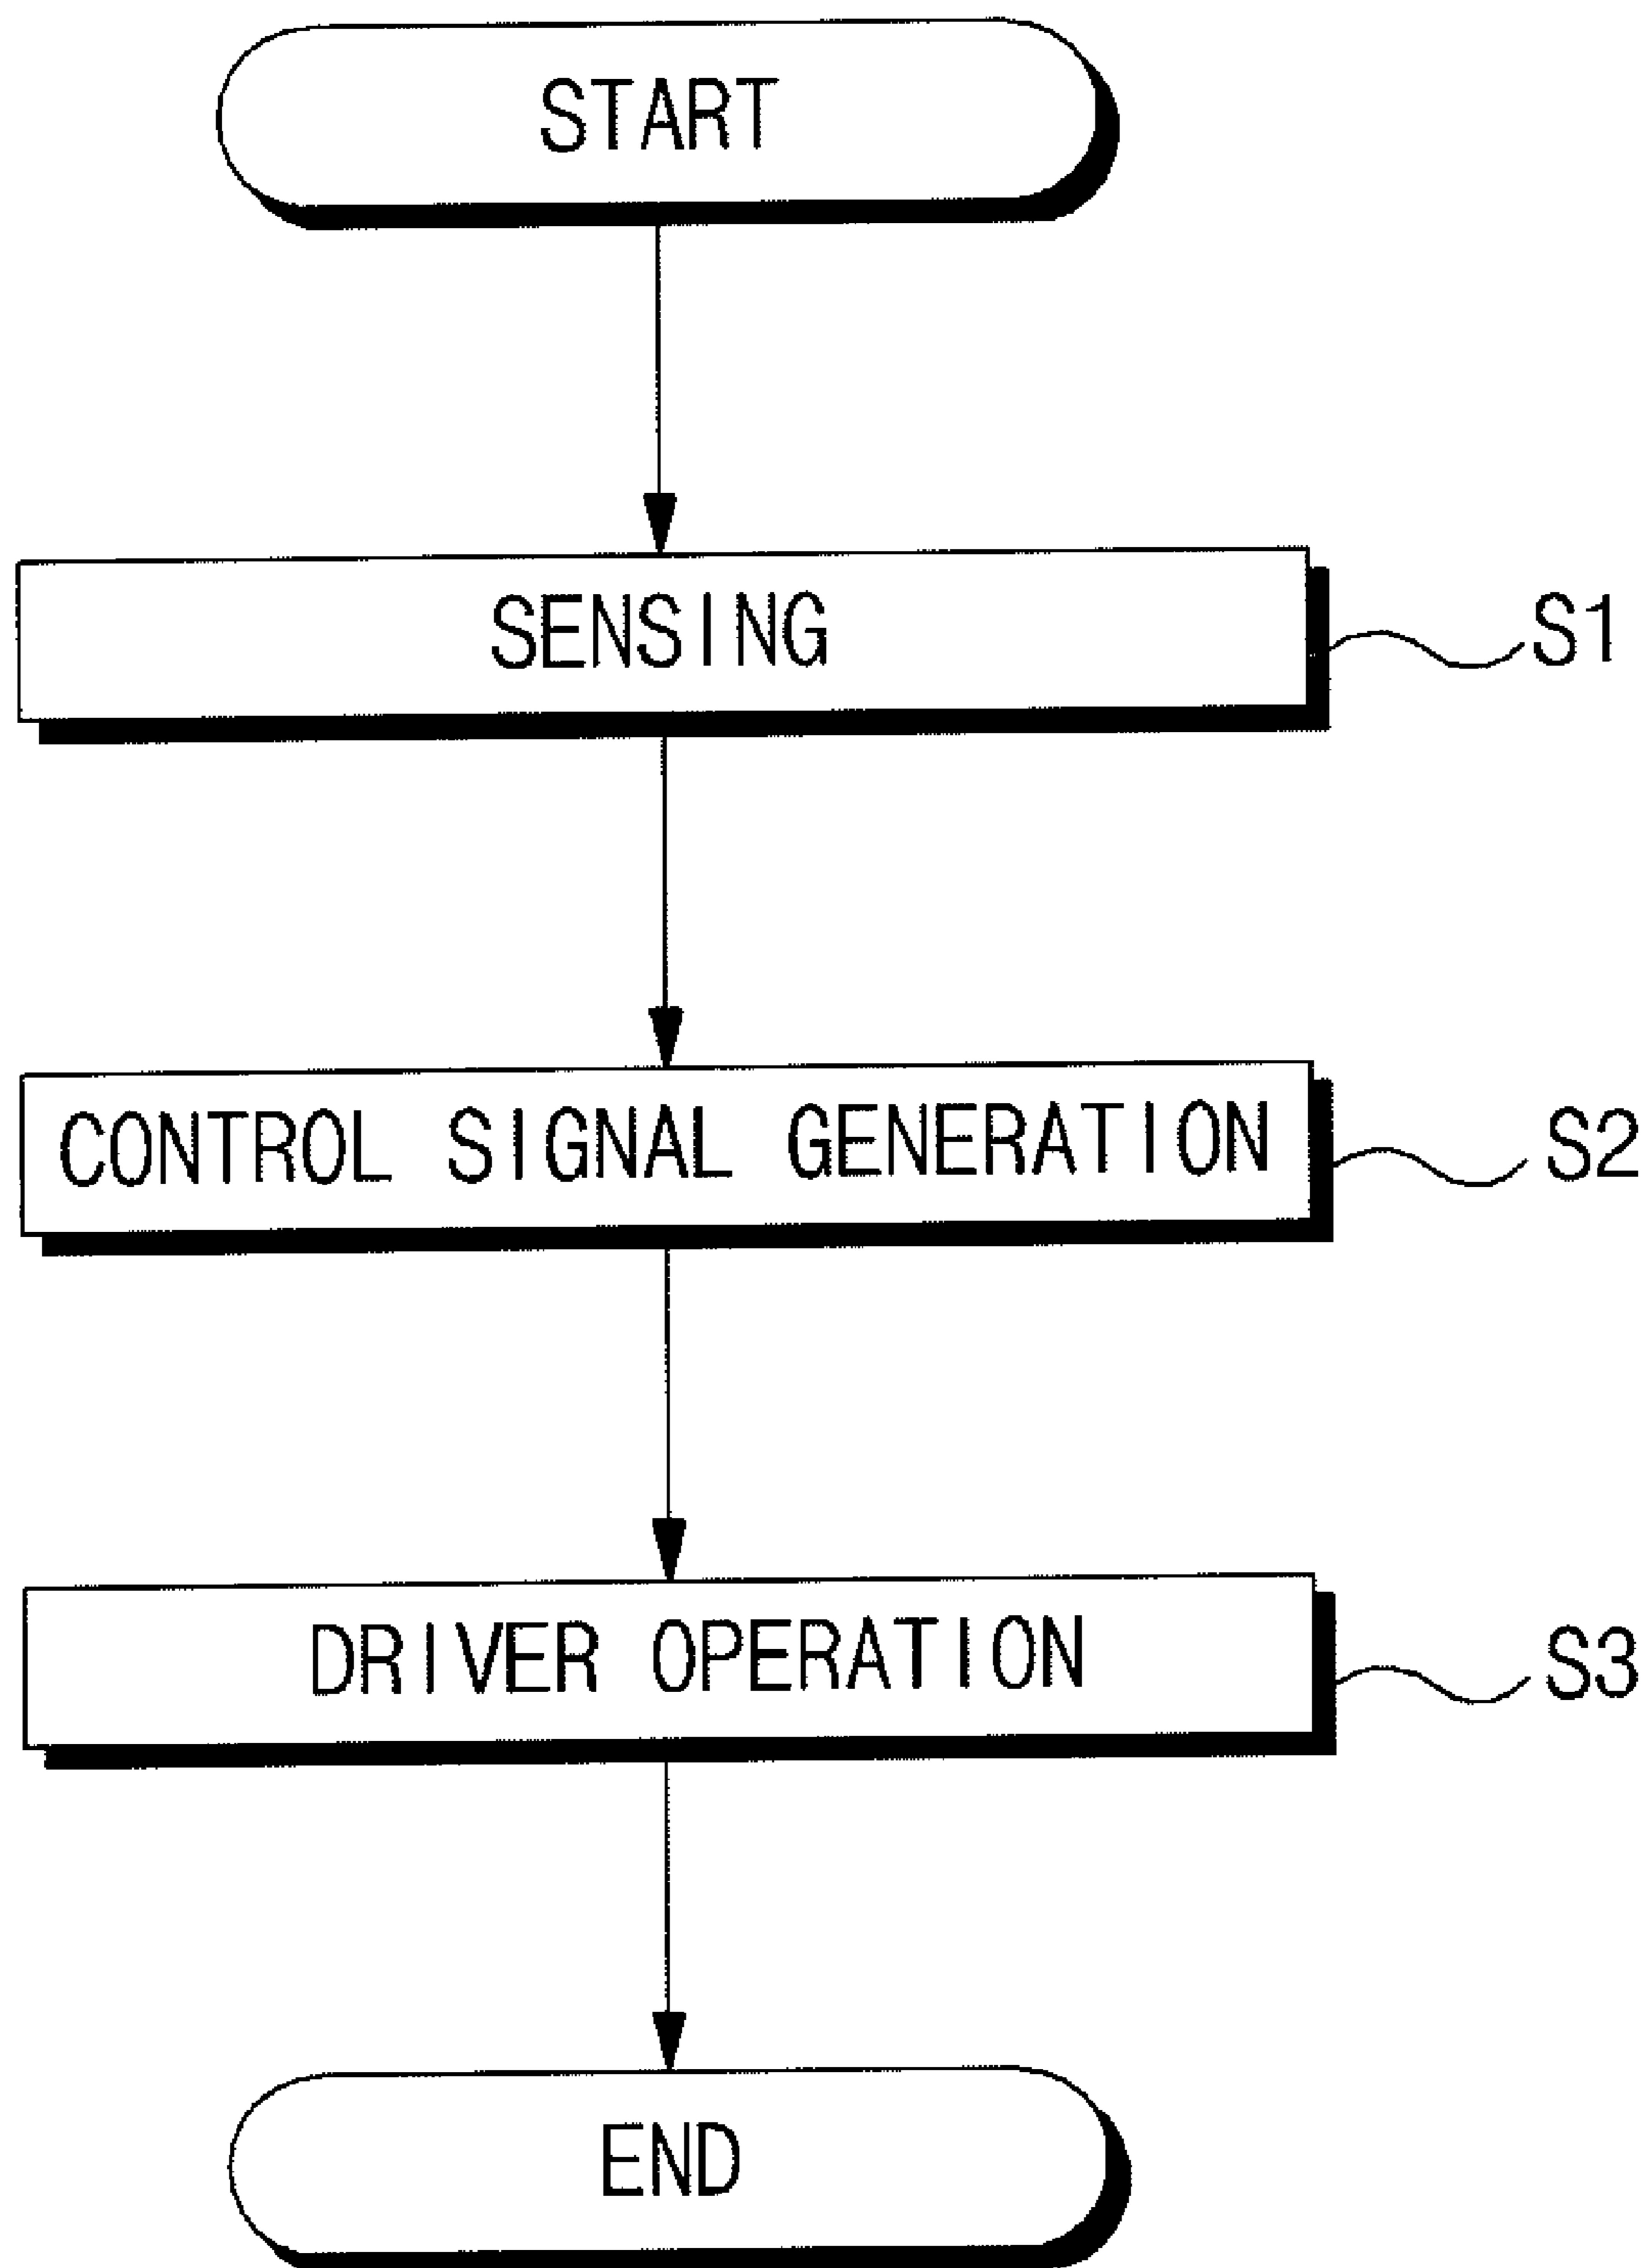 START
SENSING
S1
CONTROL SIGNAL GENERATION
S2
DRIVER OPERATION
S3
END